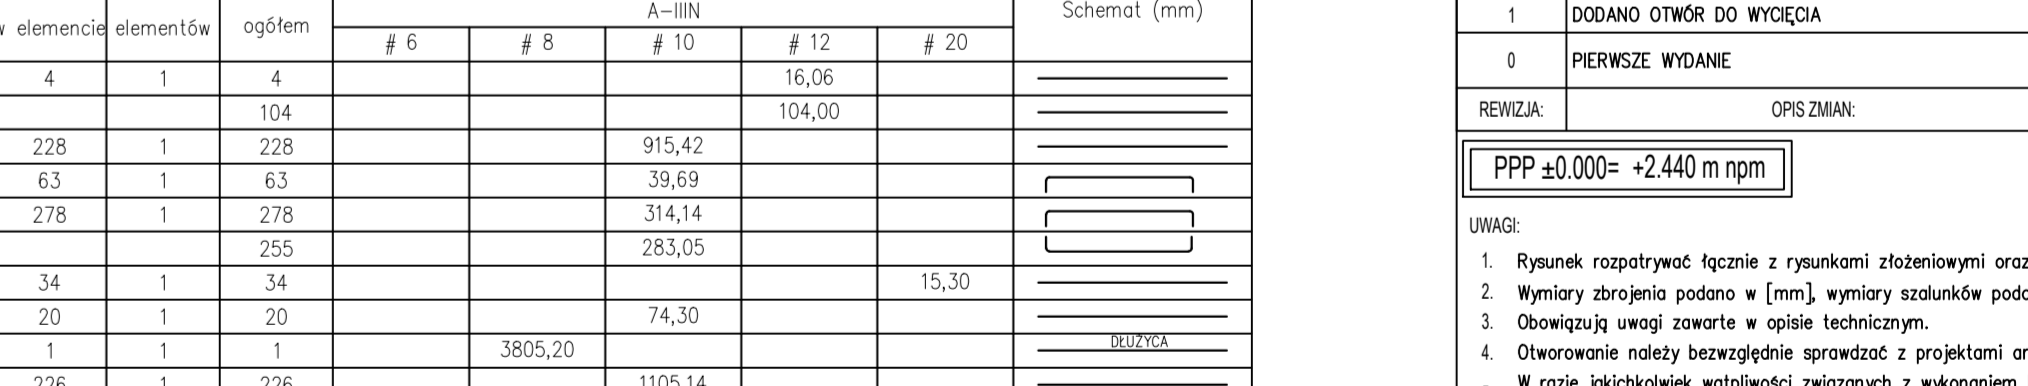 elemencie elementów ogółem A-IIIN Schemat (mm)
# 6 # 8 # 10 # 12 # 20
4 1 4 16,06
104 104,00
228 1 228 915,42
63 1 63 39,69
278 1 278 314,14
255 283,05
34 1 34 15,30
20 1 20 74,30
1 1 1 3805,20 DŁUŻYCA
226 1 226 1105,14
1 DODANO OTWÓR DO WYCIĘCIA
0 PIERWSZE WYDANIE
REWIZJA: OPIS ZMIAN:
PPP ±0.000= +2.440 m npm
UWAGI:
1. Rysunek rozpatrywać łącznie z rysunkami złożeniowymi oraz
2. Wymiary zbrojenia podano w [mm], wymiary szalunków
3. Obowiązują uwagi zawarte w opisie technicznym.
4. Otworowanie należy bezwzględnie sprawdzać z projektami
W razie jakichkolwiek wątpliwości związanych z wykonaniem